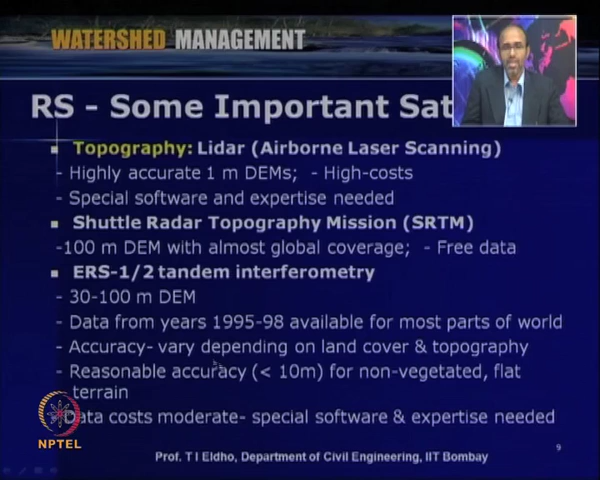 WATERSHED MANAGEMENT
RS - Some Important Sat
▪ Topography: Lidar (Airborne Laser Scanning)
- Highly accurate 1 m DEMs; - High-costs
- Special software and expertise needed
▪ Shuttle Radar Topography Mission (SRTM)
-100 m DEM with almost global coverage; - Free data
▪ ERS-1/2 tandem interferometry
- 30-100 m DEM
- Data from years 1995-98 available for most parts of world
- Accuracy- vary depending on land cover & topography
- Reasonable accuracy (< 10m) for non-vegetated, flat
terrain
Data costs moderate- special software & expertise needed
NPTEL
9
Prof. T I Eldho, Department of Civil Engineering, IIT Bombay